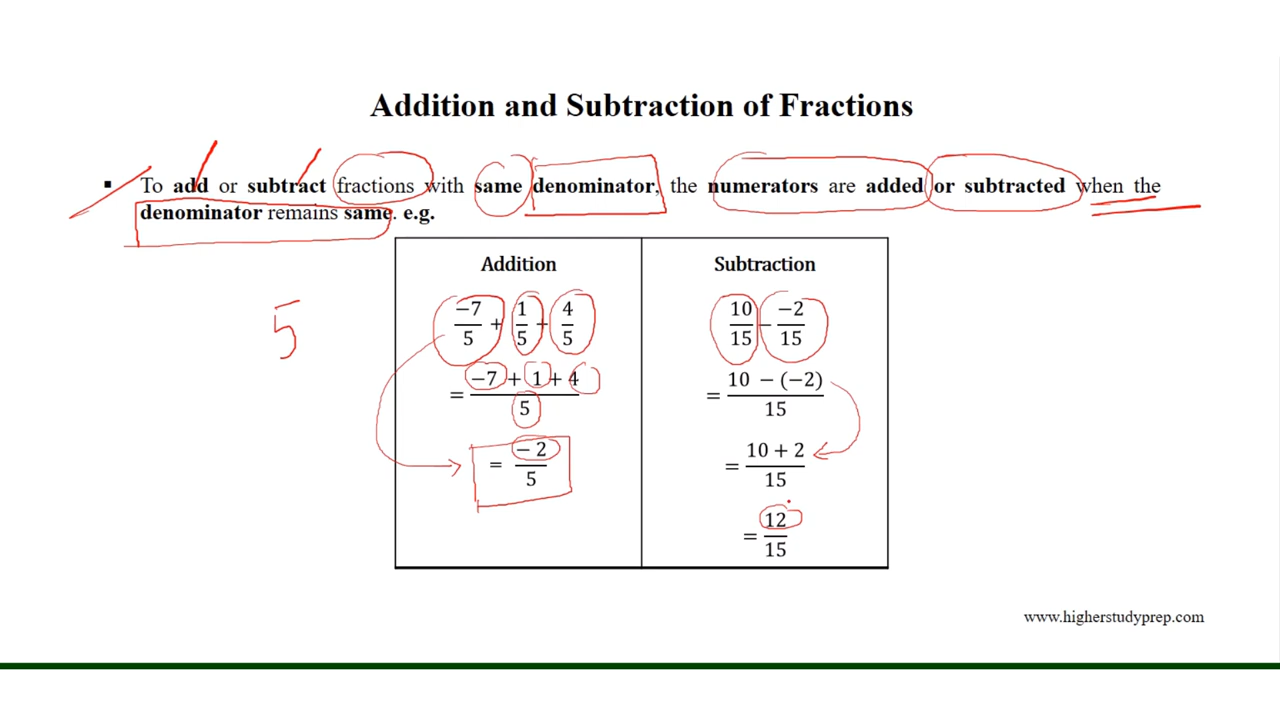 Addition and Subtraction of Fractions
▪ To add or subtract fractions with same denominator, the numerators are added or subtracted when the
denominator remains same. e.g.
Addition
−7/5 + 1/5 + 4/5
= (−7 + 1 + 4)/5
= −2/5
Subtraction
10/15 − −2/15
= (10 − (−2))/15
= (10 + 2)/15
= 12/15
5
www.higherstudyprep.com